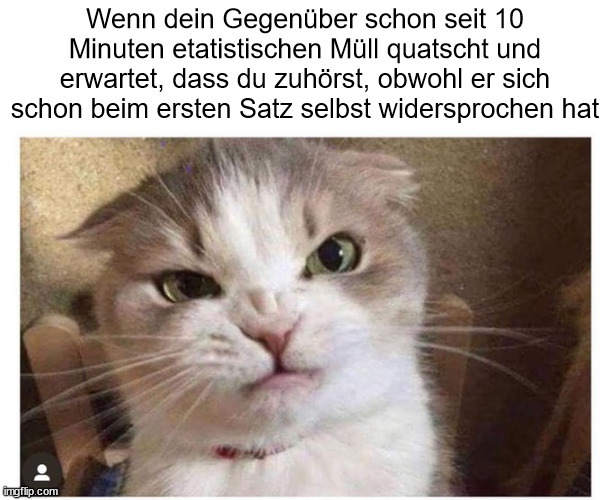 Wenn dein Gegenüber schon seit 10
Minuten etatistischen Müll quatscht und
erwartet, dass du zuhörst, obwohl er sich
schon beim ersten Satz selbst widersprochen hat
imgflip.com